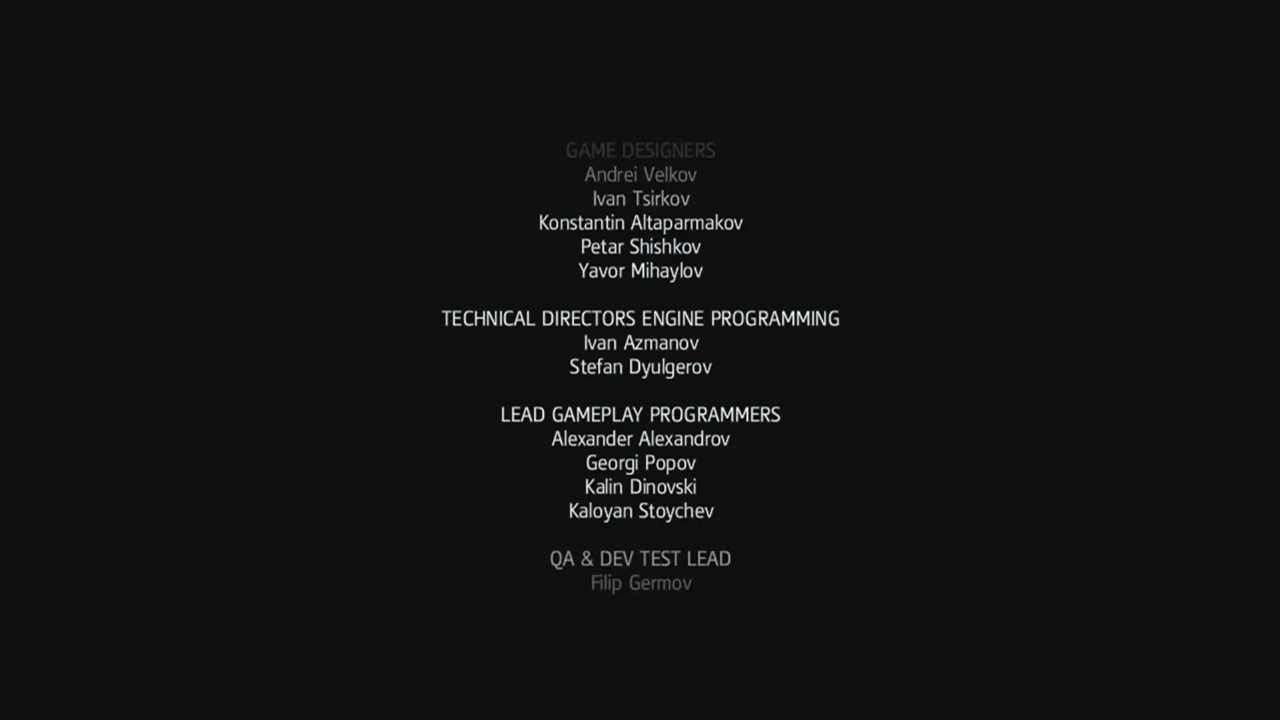 GAME DESIGNERS
Andrei Velkov
Ivan Tsirkov
Konstantin Altaparmakov
Petar Shishkov
Yavor Mihaylov
TECHNICAL DIRECTORS ENGINE PROGRAMMING
Ivan Azmanov
Stefan Dyulgerov
LEAD GAMEPLAY PROGRAMMERS
Alexander Alexandrov
Georgi Popov
Kalin Dinovski
Kaloyan Stoychev
QA & DEV TEST LEAD
Filip Germov